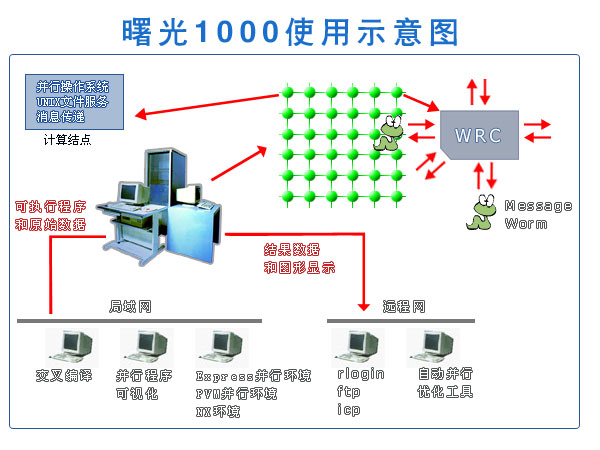 曙光1000使用示意图
并行操作系统
UNIX文件服务
消息传递
计算结点
WRC
Message
Worm
可执行程序
和原始数据
结果数据
和图形显示
局域网
远程网
交叉编译
并行程序
可视化
Express并行环境
PVM并行环境
NX环境
rlogin
ftp
icp
自动并行
优化工具